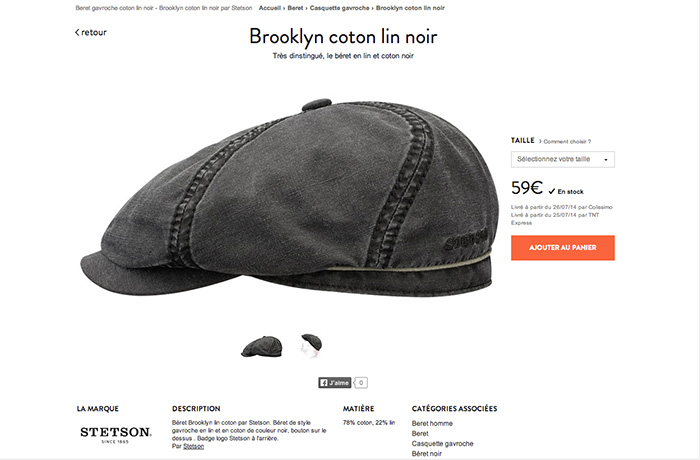 Beret gavroche coton lin noir - Brooklyn coton lin noir par Stetson Accueil › Beret › Casquette gavroche › Brooklyn coton lin noir
‹ retour
Brooklyn coton lin noir
Très dinstingué, le béret en lin et coton noir
TAILLE › Comment choisir ?
Sélectionnez votre taille
59€ ✓ En stock
Livré à partir du 26/07/14 par Colissimo
Livré à partir du 25/07/14 par TNT
Express
AJOUTER AU PANIER
STETSON
J'aime 0
LA MARQUE
STETSON
SINCE 1865
DESCRIPTION
Béret Brooklyn lin coton par Stetson. Béret de style
gavroche en lin et en coton de couleur noir, bouton sur le
dessus . Badge logo Stetson à l'arrière.
Par Stetson
MATIÈRE
78% coton, 22% lin
CATÉGORIES ASSOCIÉES
Beret homme
Beret
Casquette gavroche
Béret noir